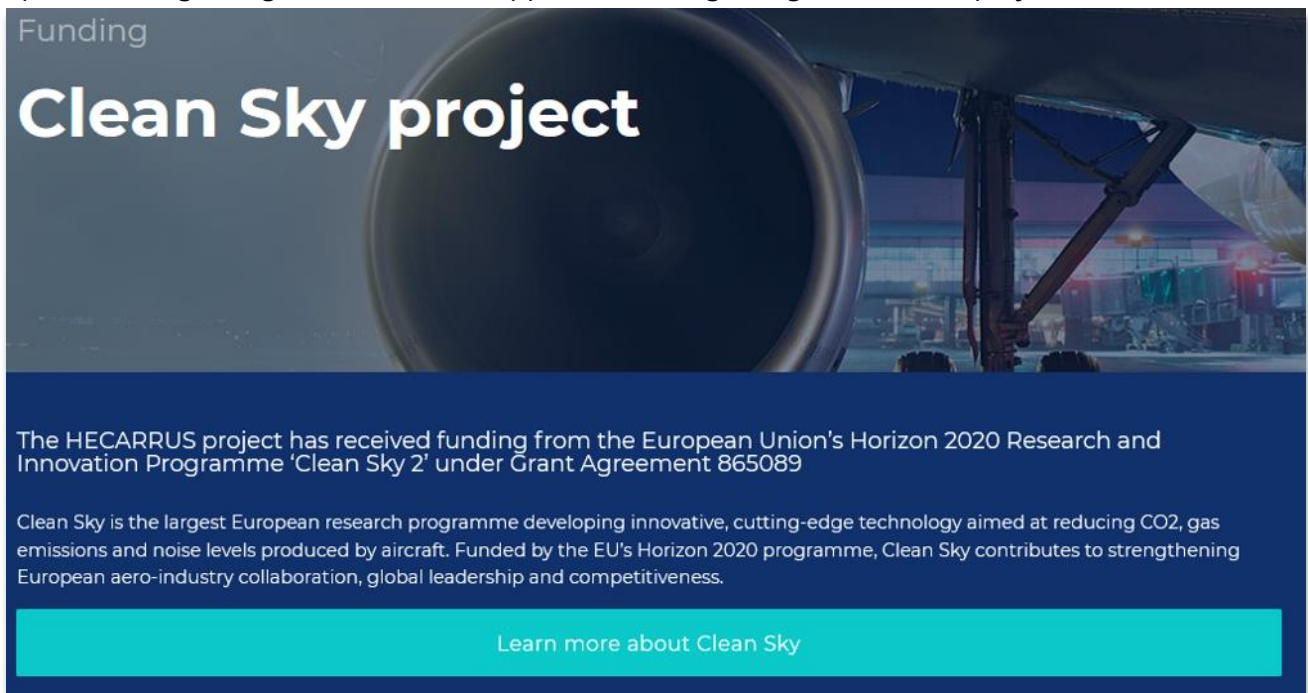 Funding
Clean Sky project
The HECARRUS project has received funding from the European Union's Horizon 2020 Research and
Innovation Programme ‘Clean Sky 2’ under Grant Agreement 865089
Clean Sky is the largest European research programme developing innovative, cutting-edge technology aimed at reducing CO2, gas
emissions and noise levels produced by aircraft. Funded by the EU's Horizon 2020 programme, Clean Sky contributes to strengthening
European aero-industry collaboration, global leadership and competitiveness.
Learn more about Clean Sky